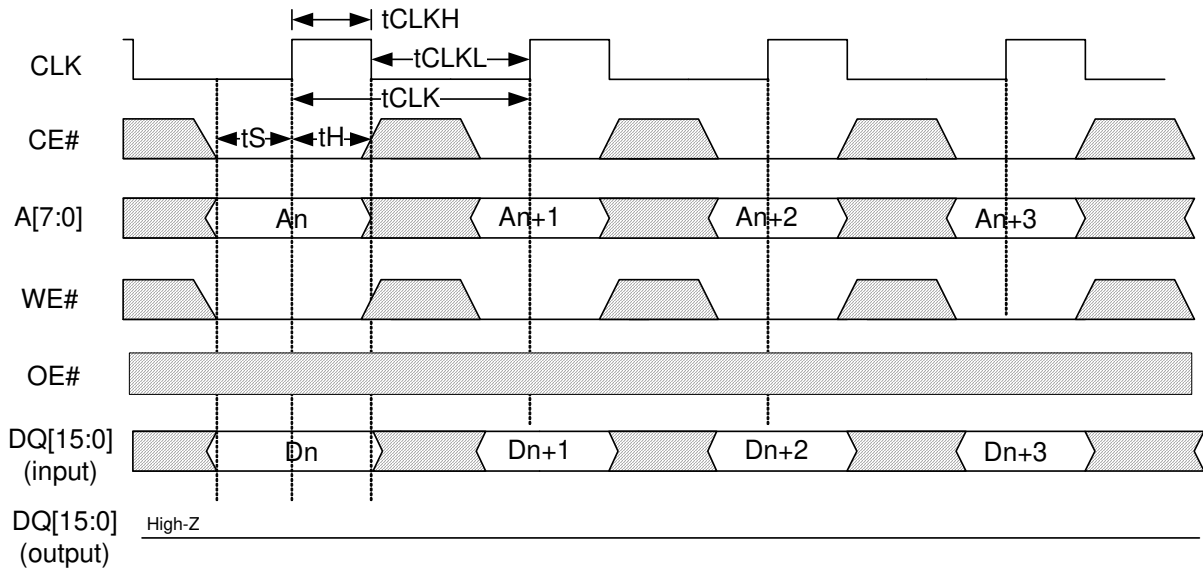 tCLKH
CLK
tCLKL
tCLK
CE#
tS
tH
A[7:0]
An
An+1
An+2
An+3
WE#
OE#
DQ[15:0]
(input)
Dn
Dn+1
Dn+2
Dn+3
DQ[15:0]
(output)
High-Z